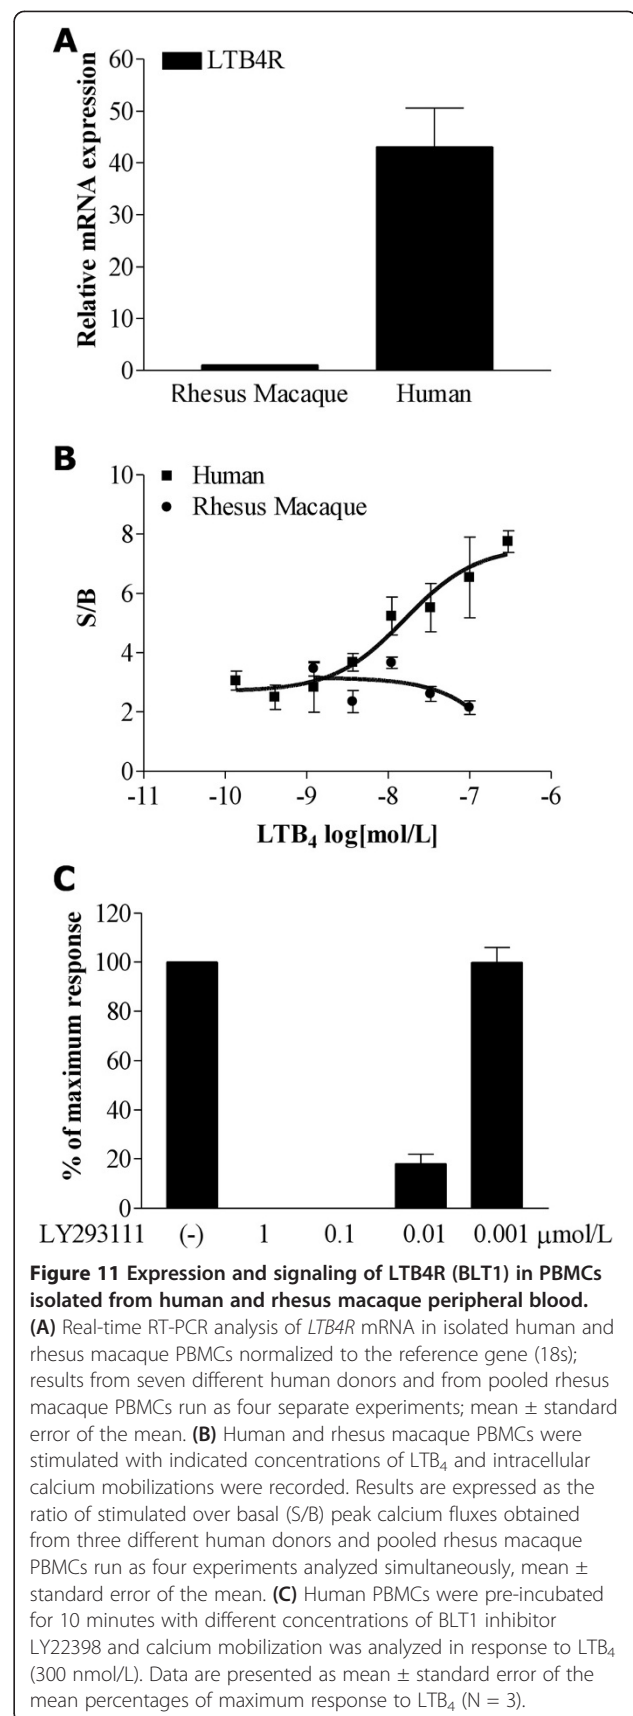 A
60
50
40
30
20
10
0
Relative mRNA expression
LTB4R
Rhesus Macaque Human
B
10
8
6
4
2
0
S/B
Human
Rhesus Macaque
-11 -10 -9 -8 -7 -6
LTB4 log[mol/L]
C
120
100
80
60
40
20
0
% of maximum response
LY293111 (-) 1 0.1 0.01 0.001 μmol/L
Figure 11 Expression and signaling of LTB4R (BLT1) in PBMCs
isolated from human and rhesus macaque peripheral blood.
(A) Real-time RT-PCR analysis of LTB4R mRNA in isolated human and
rhesus macaque PBMCs normalized to the reference gene (18s);
results from seven different human donors and from pooled rhesus
macaque PBMCs run as four separate experiments; mean ± standard
error of the mean. (B) Human and rhesus macaque PBMCs were
stimulated with indicated concentrations of LTB4 and intracellular
calcium mobilizations were recorded. Results are expressed as the
ratio of stimulated over basal (S/B) peak calcium fluxes obtained
from three different human donors and pooled rhesus macaque
PBMCs run as four experiments analyzed simultaneously, mean ±
standard error of the mean. (C) Human PBMCs were pre-incubated
for 10 minutes with different concentrations of BLT1 inhibitor
LY22398 and calcium mobilization was analyzed in response to LTB4
(300 nmol/L). Data are presented as mean ± standard error of the
mean percentages of maximum response to LTB4 (N = 3).